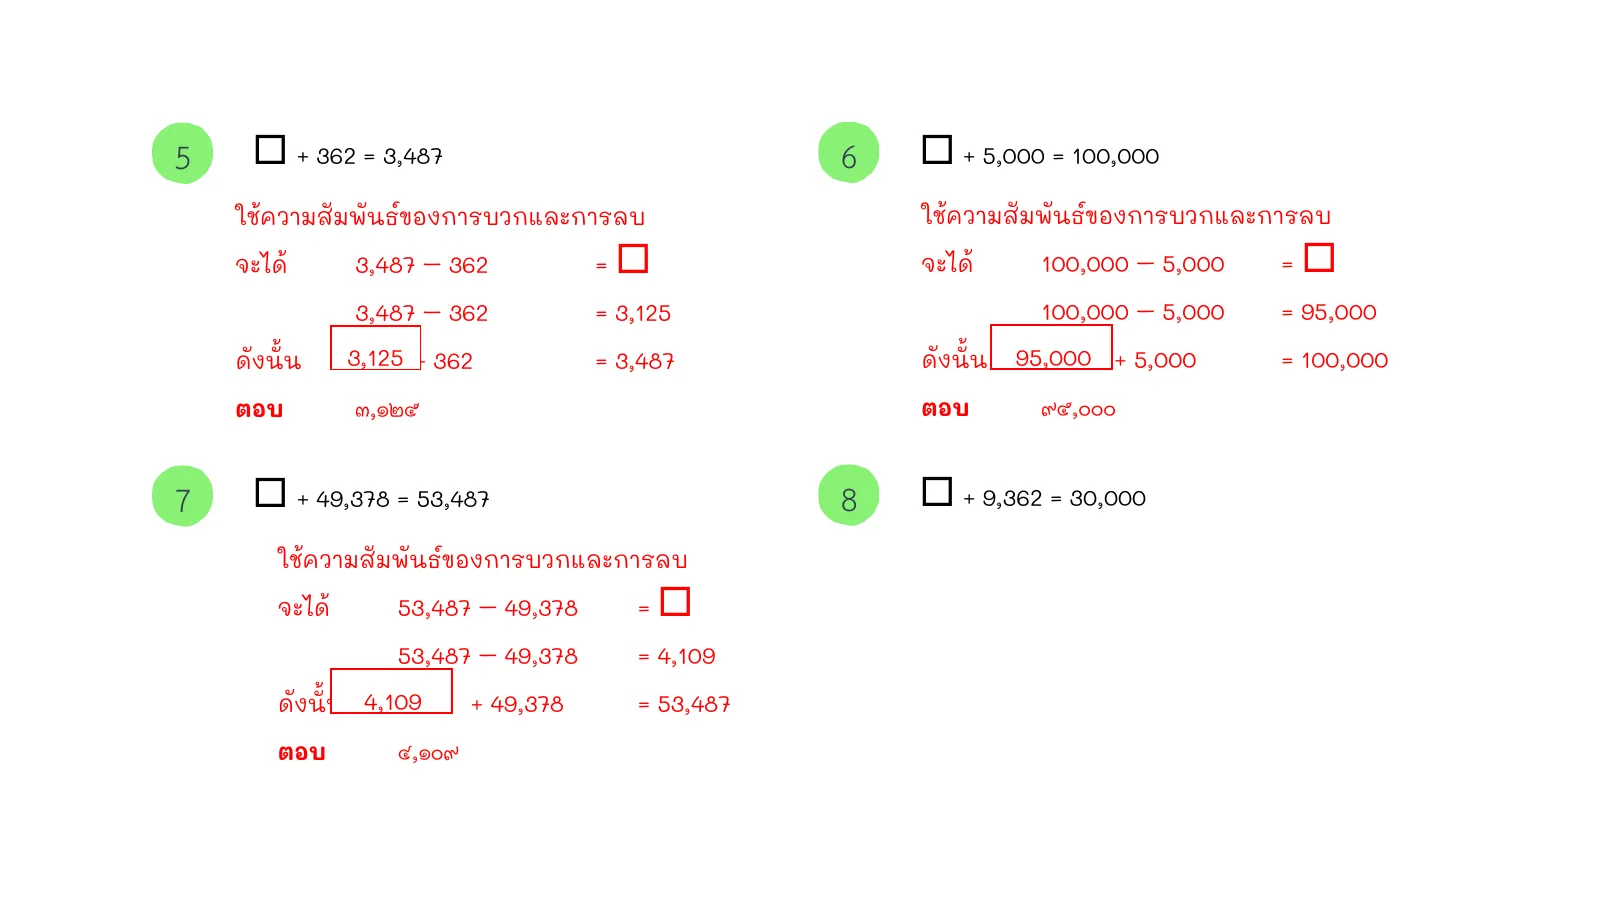 5 □ + 362 = 3,487
ใช้ความสัมพันธ์ของการบวกและการลบ
จะได้ 3,487 – 362 = □
3,487 – 362 = 3,125
ดังนั้น 3,125 - 362 = 3,487
ตอบ ๓,๑๒๕
6 □ + 5,000 = 100,000
ใช้ความสัมพันธ์ของการบวกและการลบ
จะได้ 100,000 – 5,000 = □
100,000 – 5,000 = 95,000
ดังนั้น 95,000 + 5,000 = 100,000
ตอบ ๙๕,๐๐๐
7 □ + 49,378 = 53,487
ใช้ความสัมพันธ์ของการบวกและการลบ
จะได้ 53,487 – 49,378 = □
53,487 – 49,378 = 4,109
ดังนั้น 4,109 + 49,378 = 53,487
ตอบ ๔,๑๐๙
8 □ + 9,362 = 30,000